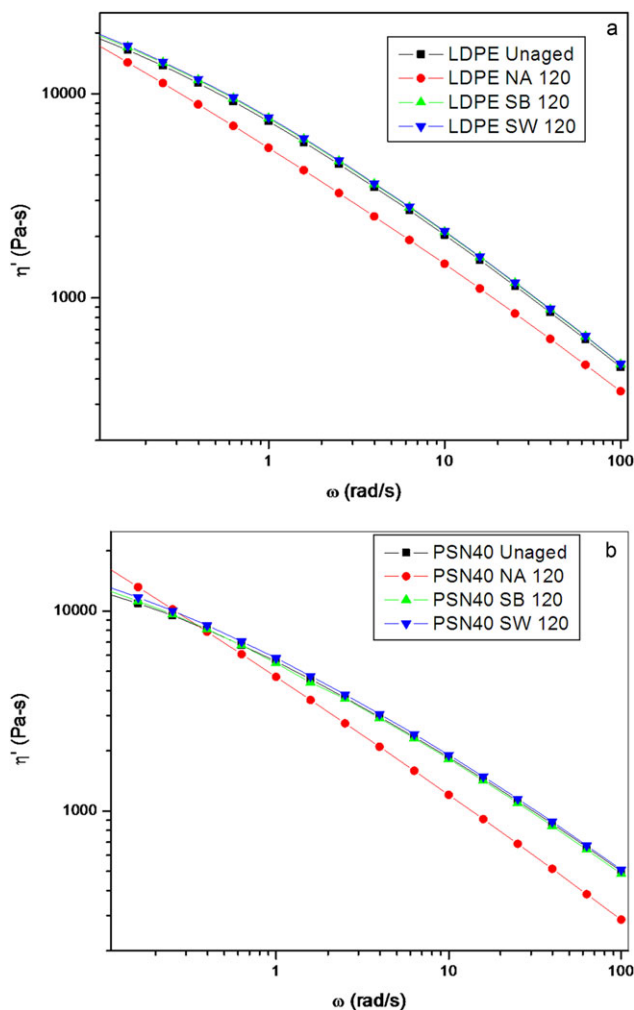 a
LDPE Unaged
LDPE NA 120
LDPE SB 120
LDPE SW 120
10000
1000
η' (Pa-s)
1
10
100
ω (rad/s)
b
PSN40 Unaged
PSN40 NA 120
PSN40 SB 120
PSN40 SW 120
10000
1000
η' (Pa-s)
1
10
100
ω (rad/s)